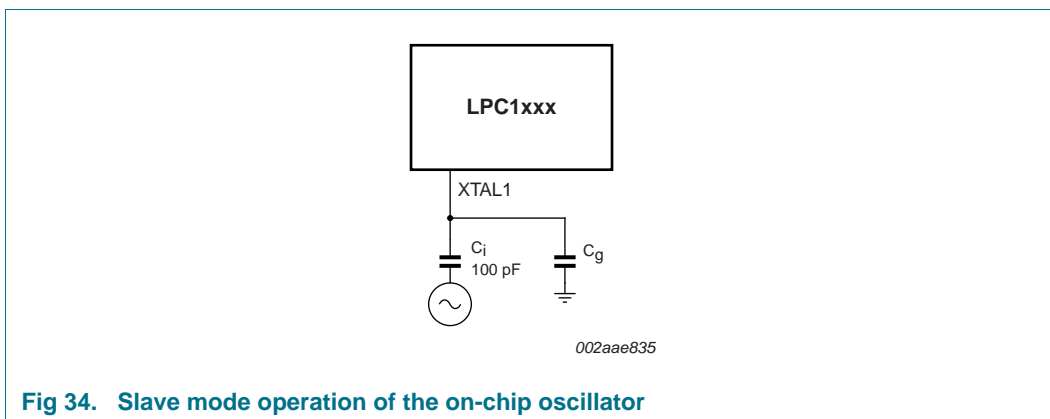 LPC1xxx
XTAL1
Ci
100 pF
Cg
002aae835
Fig 34. Slave mode operation of the on-chip oscillator